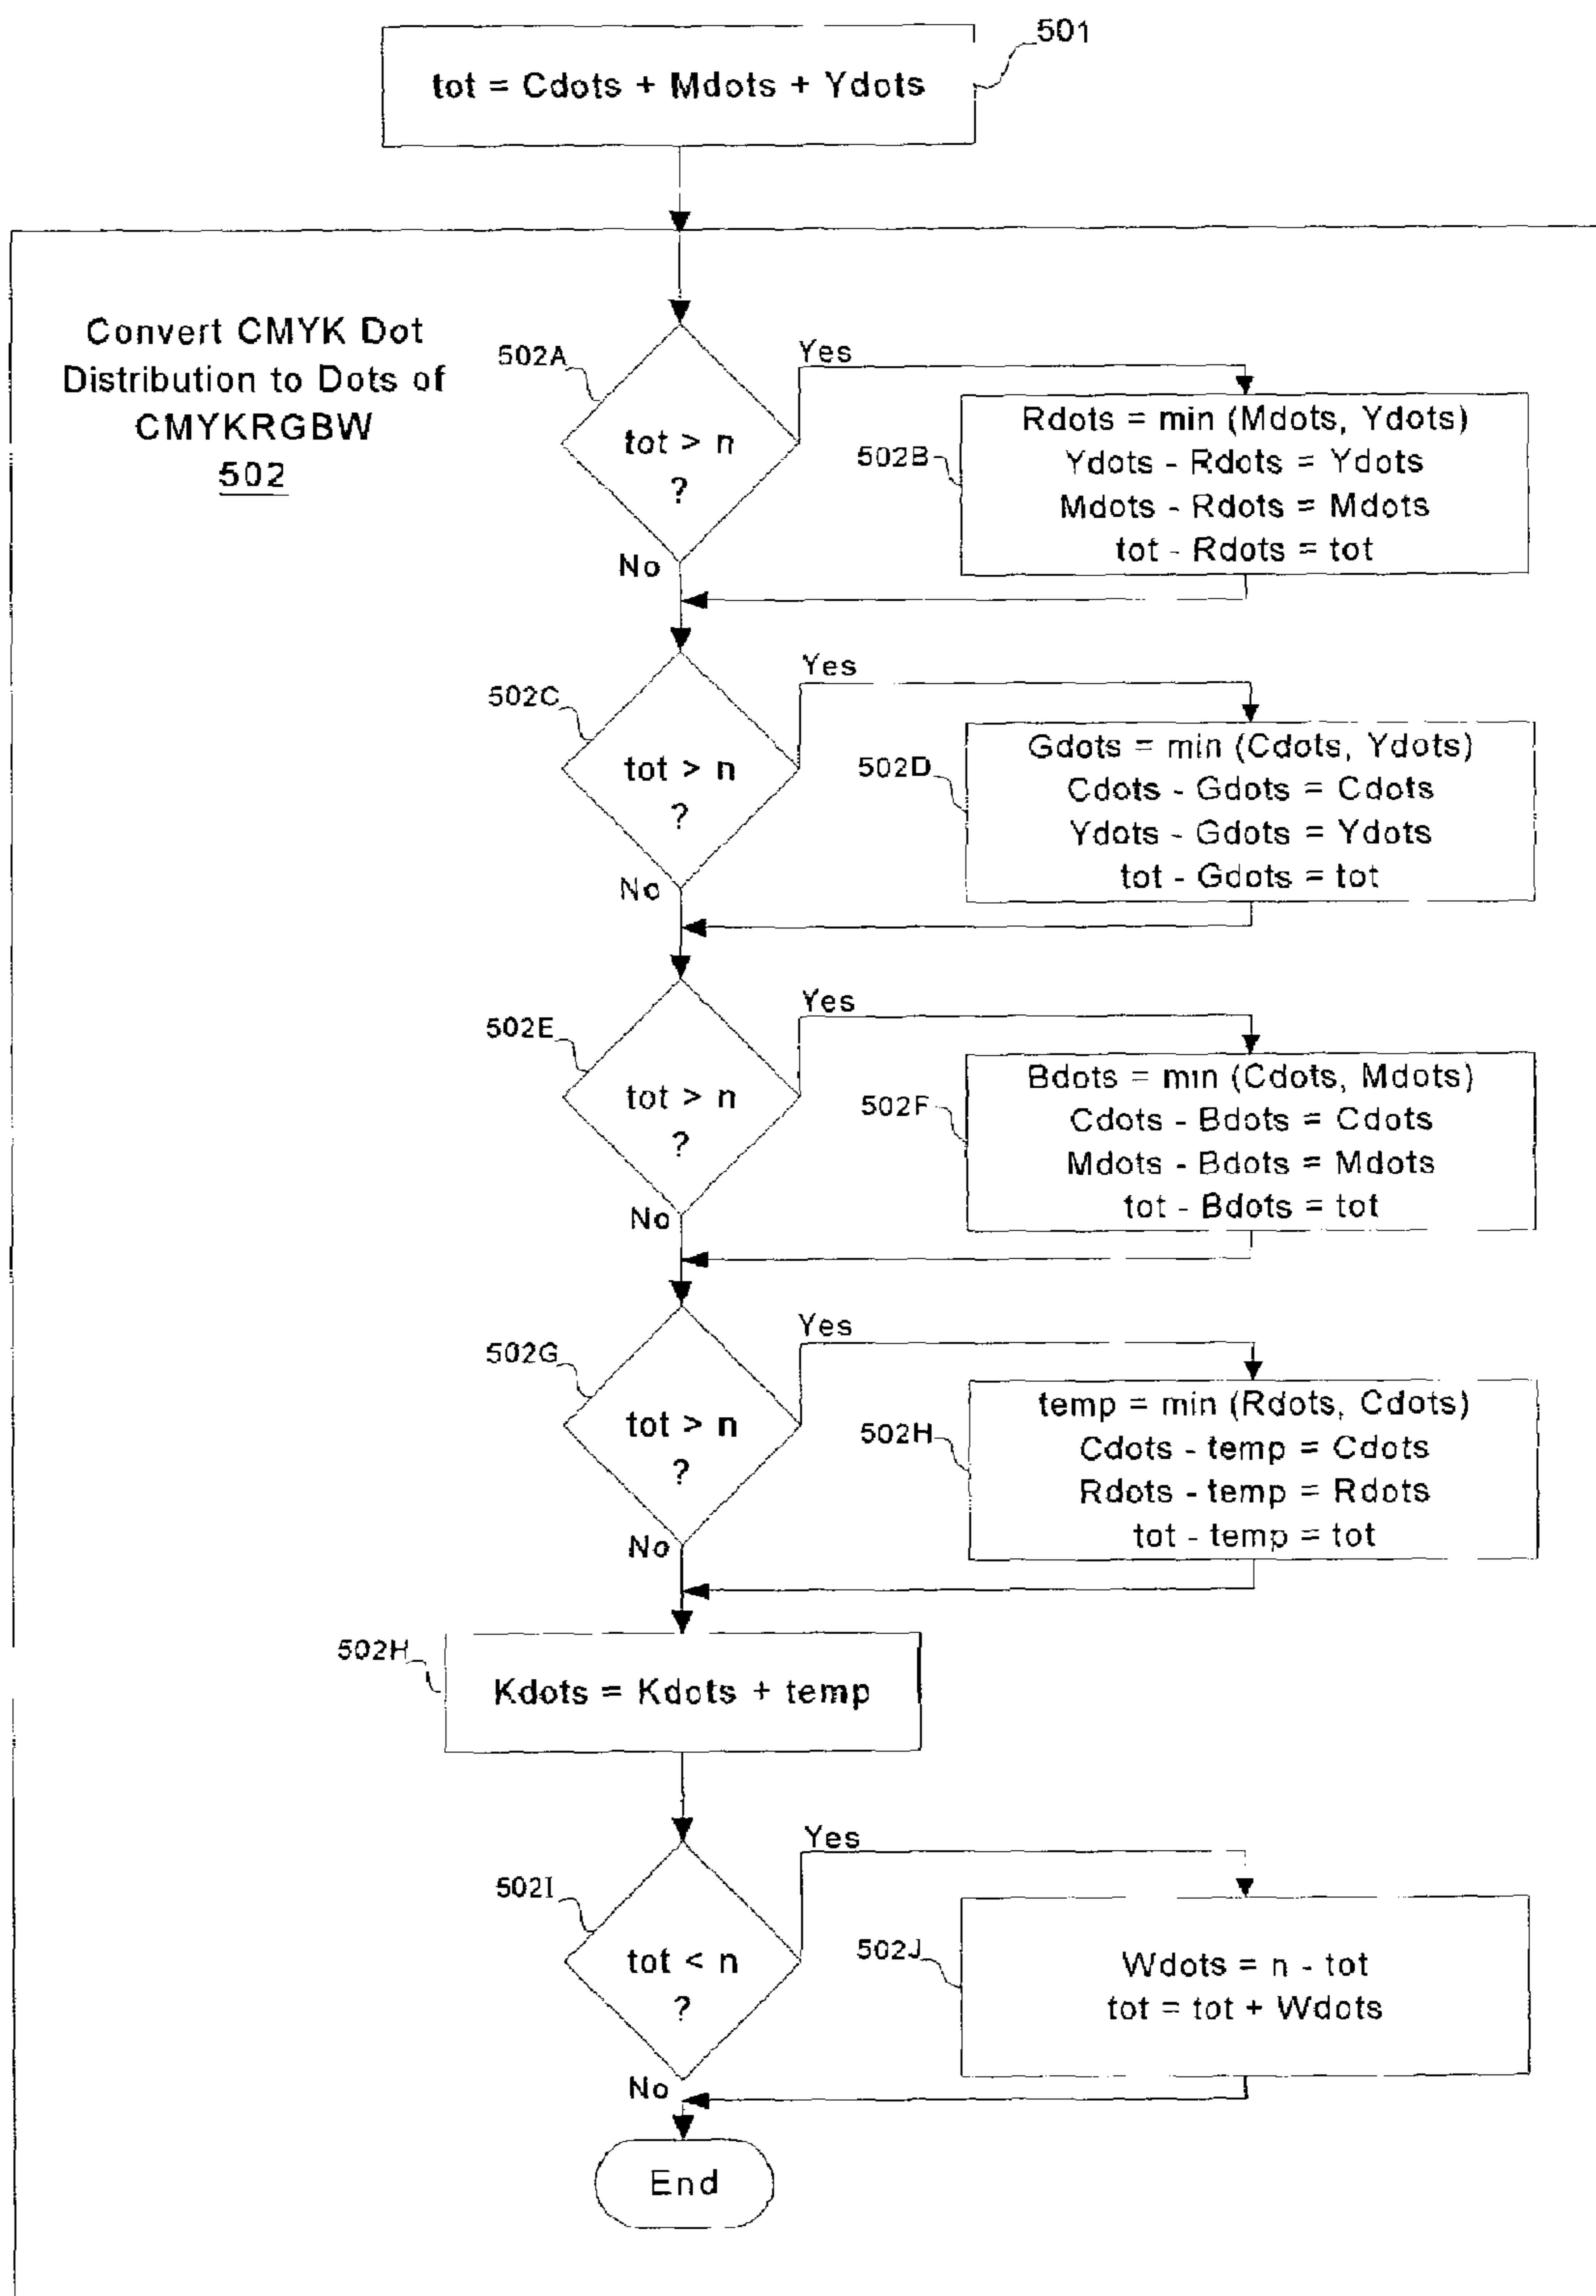 501
tot = Cdots + Mdots + Ydots
Convert CMYK Dot
Distribution to Dots of
CMYKRGBW
502
502A
tot > n
?
Yes
No
502B
Rdots = min (Mdots, Ydots)
Ydots - Rdots = Ydots
Mdots - Rdots = Mdots
tot - Rdots = tot
502C
tot > n
?
Yes
No
502D
Gdots = min (Cdots, Ydots)
Cdots - Gdots = Cdots
Ydots - Gdots = Ydots
tot - Gdots = tot
502E
tot > n
?
Yes
No
502F
Bdots = min (Cdots, Mdots)
Cdots - Bdots = Cdots
Mdots - Bdots = Mdots
tot - Bdots = tot
502G
tot > n
?
Yes
No
502H
temp = min (Rdots, Cdots)
Cdots - temp = Cdots
Rdots - temp = Rdots
tot - temp = tot
502H
Kdots = Kdots + temp
502I
tot < n
?
Yes
No
502J
Wdots = n - tot
tot = tot + Wdots
End